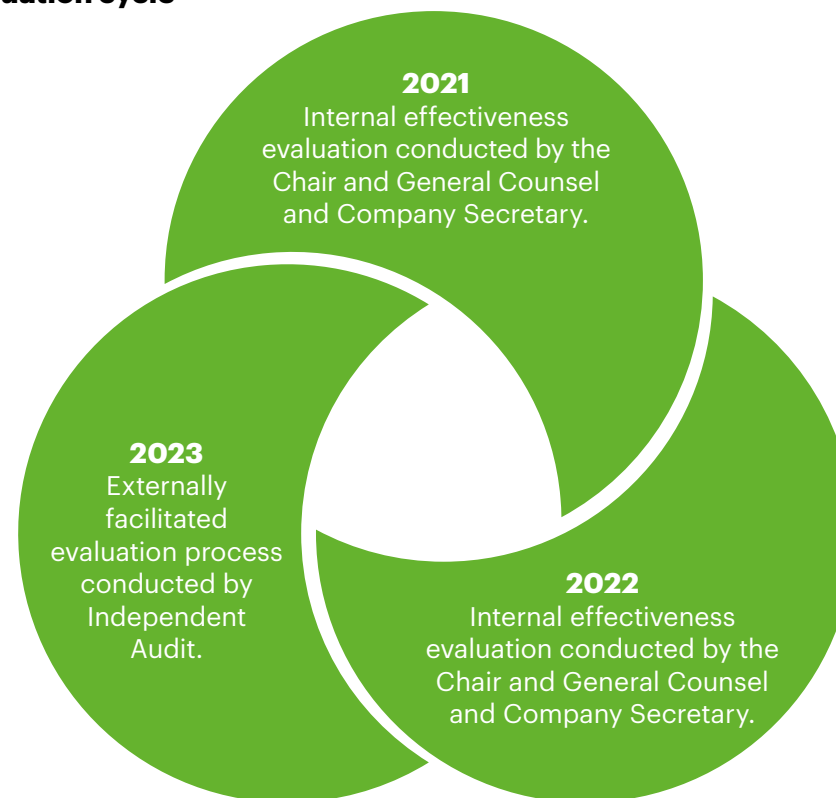 2021
Internal effectiveness
evaluation conducted by the
Chair and General Counsel
and Company Secretary.
2023
Externally
facilitated
evaluation process
conducted by
Independent
Audit.
2022
Internal effectiveness
evaluation conducted by the
Chair and General Counsel
and Company Secretary.